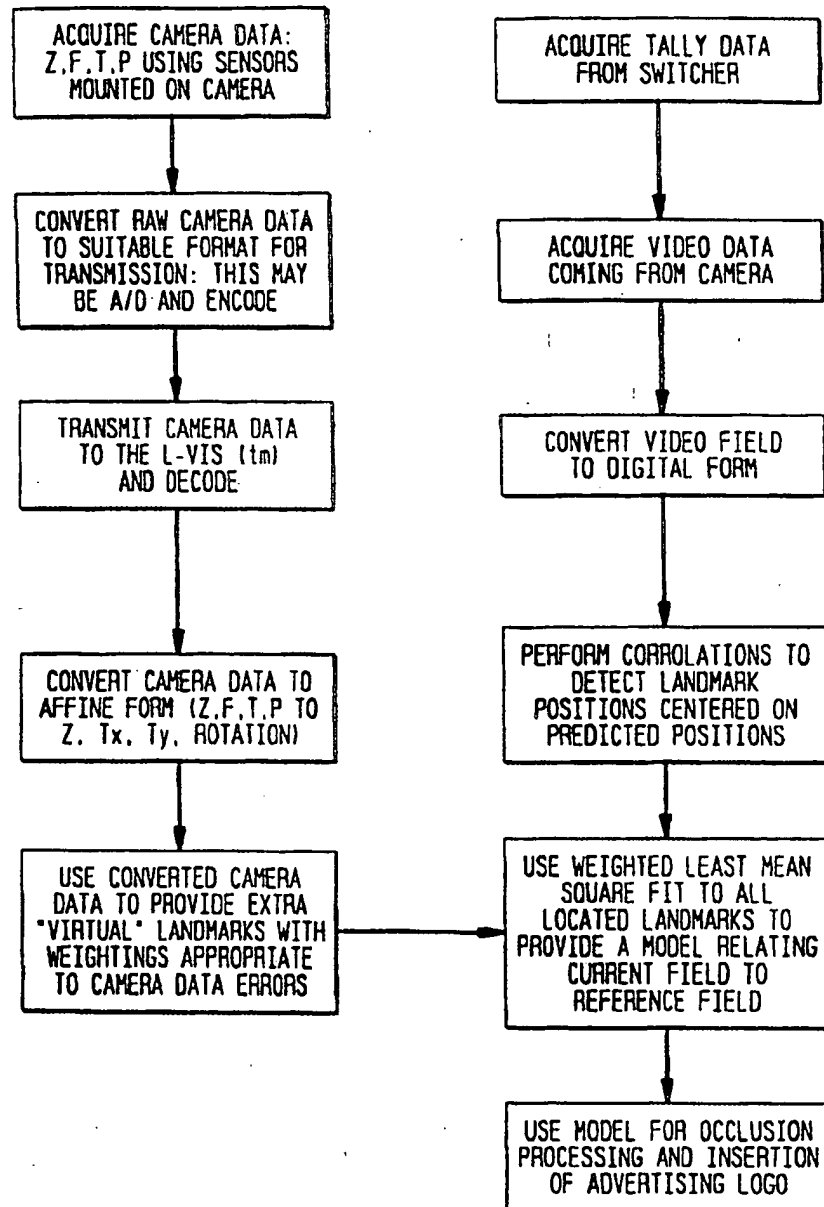 ACQUIRE CAMERA DATA:
Z,F,T,P USING SENSORS
MOUNTED ON CAMERA
CONVERT RAW CAMERA DATA
TO SUITABLE FORMAT FOR
TRANSMISSION: THIS MAY
BE A/D AND ENCODE
TRANSMIT CAMERA DATA
TO THE L-VIS (tm)
AND DECODE
CONVERT CAMERA DATA TO
AFFINE FORM (Z,F,T,P TO
Z, Tx, Ty, ROTATION)
USE CONVERTED CAMERA
DATA TO PROVIDE EXTRA
"VIRTUAL" LANDMARKS WITH
WEIGHTINGS APPROPRIATE
TO CAMERA DATA ERRORS
ACQUIRE TALLY DATA
FROM SWITCHER
ACQUIRE VIDEO DATA
COMING FROM CAMERA
CONVERT VIDEO FIELD
TO DIGITAL FORM
PERFORM CORROLATIONS TO
DETECT LANDMARK
POSITIONS CENTERED ON
PREDICTED POSITIONS
USE WEIGHTED LEAST MEAN
SQUARE FIT TO ALL
LOCATED LANDMARKS TO
PROVIDE A MODEL RELATING
CURRENT FIELD TO
REFERENCE FIELD
USE MODEL FOR OCCLUSION
PROCESSING AND INSERTION
OF ADVERTISING LOGO